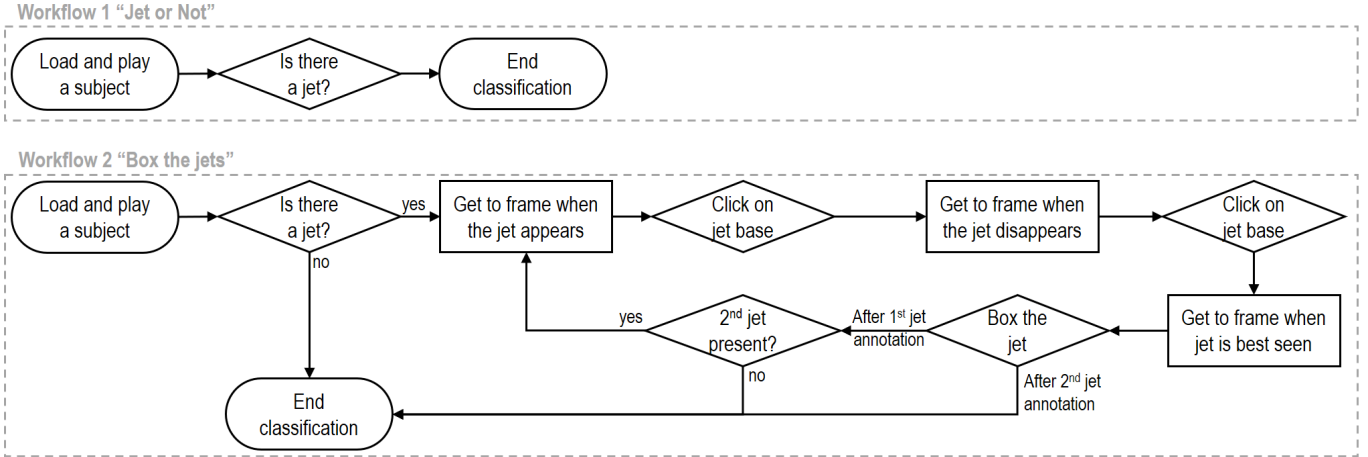 Workflow 1 “Jet or Not”
Load and play
a subject
Is there
a jet?
End
classification
Workflow 2 “Box the jets”
Load and play
a subject
Is there
a jet?
yes
no
Get to frame when
the jet appears
Click on
jet base
Get to frame when
the jet disappears
Click on
jet base
Get to frame when
jet is best seen
Box the
jet
After 1st jet
annotation
2nd jet
present?
yes
no
After 2nd jet
annotation
End
classification